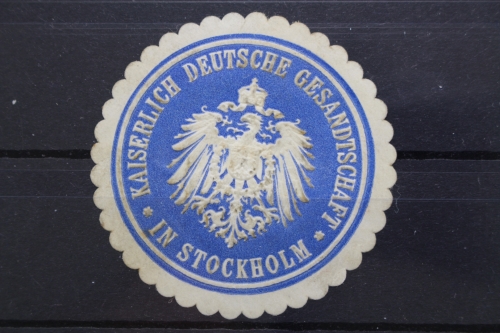 * KAISERLICH DEUTSCHE GESANDTSCHAFT *
IN STOCKHOLM